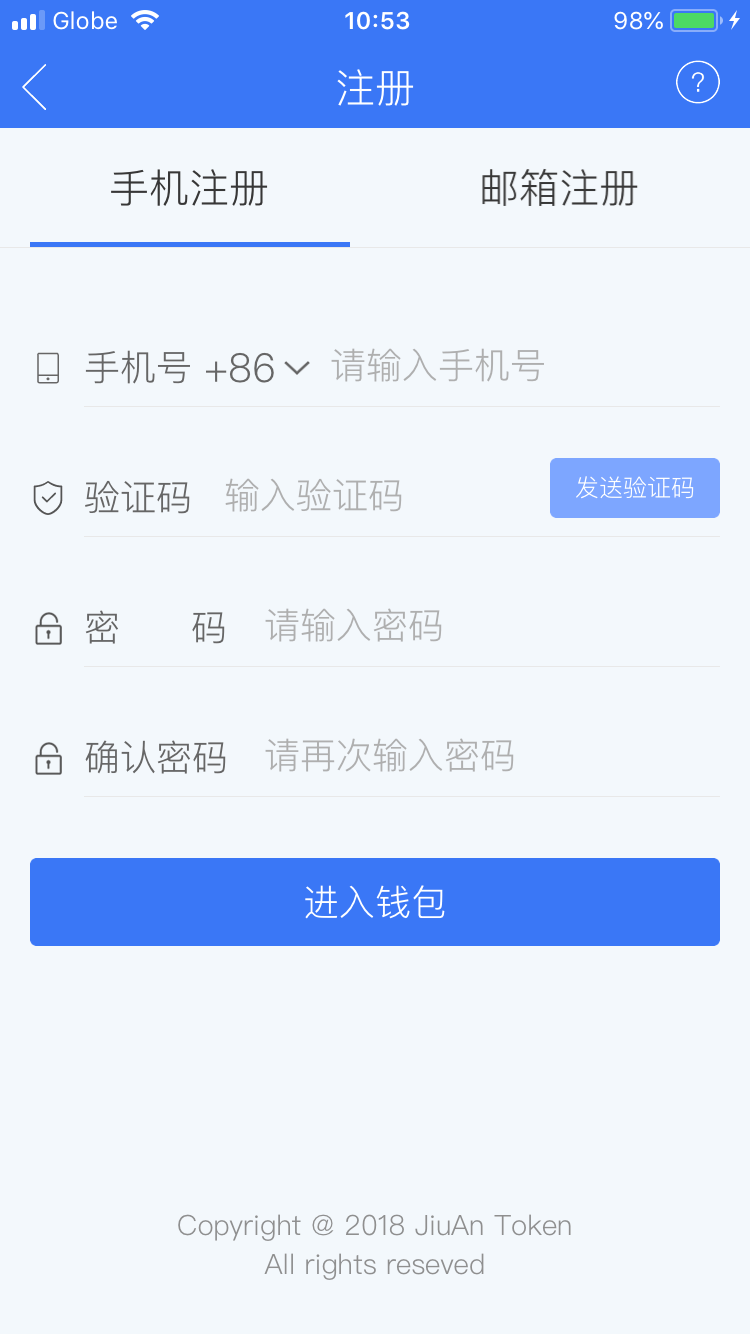 Globe 10:53 98%
注册 ?
手机注册 邮箱注册
手机号 +86 请输入手机号
验证码 输入验证码 发送验证码
密 码 请输入密码
确认密码 请再次输入密码
进入钱包
Copyright @ 2018 JiuAn Token
All rights reseved